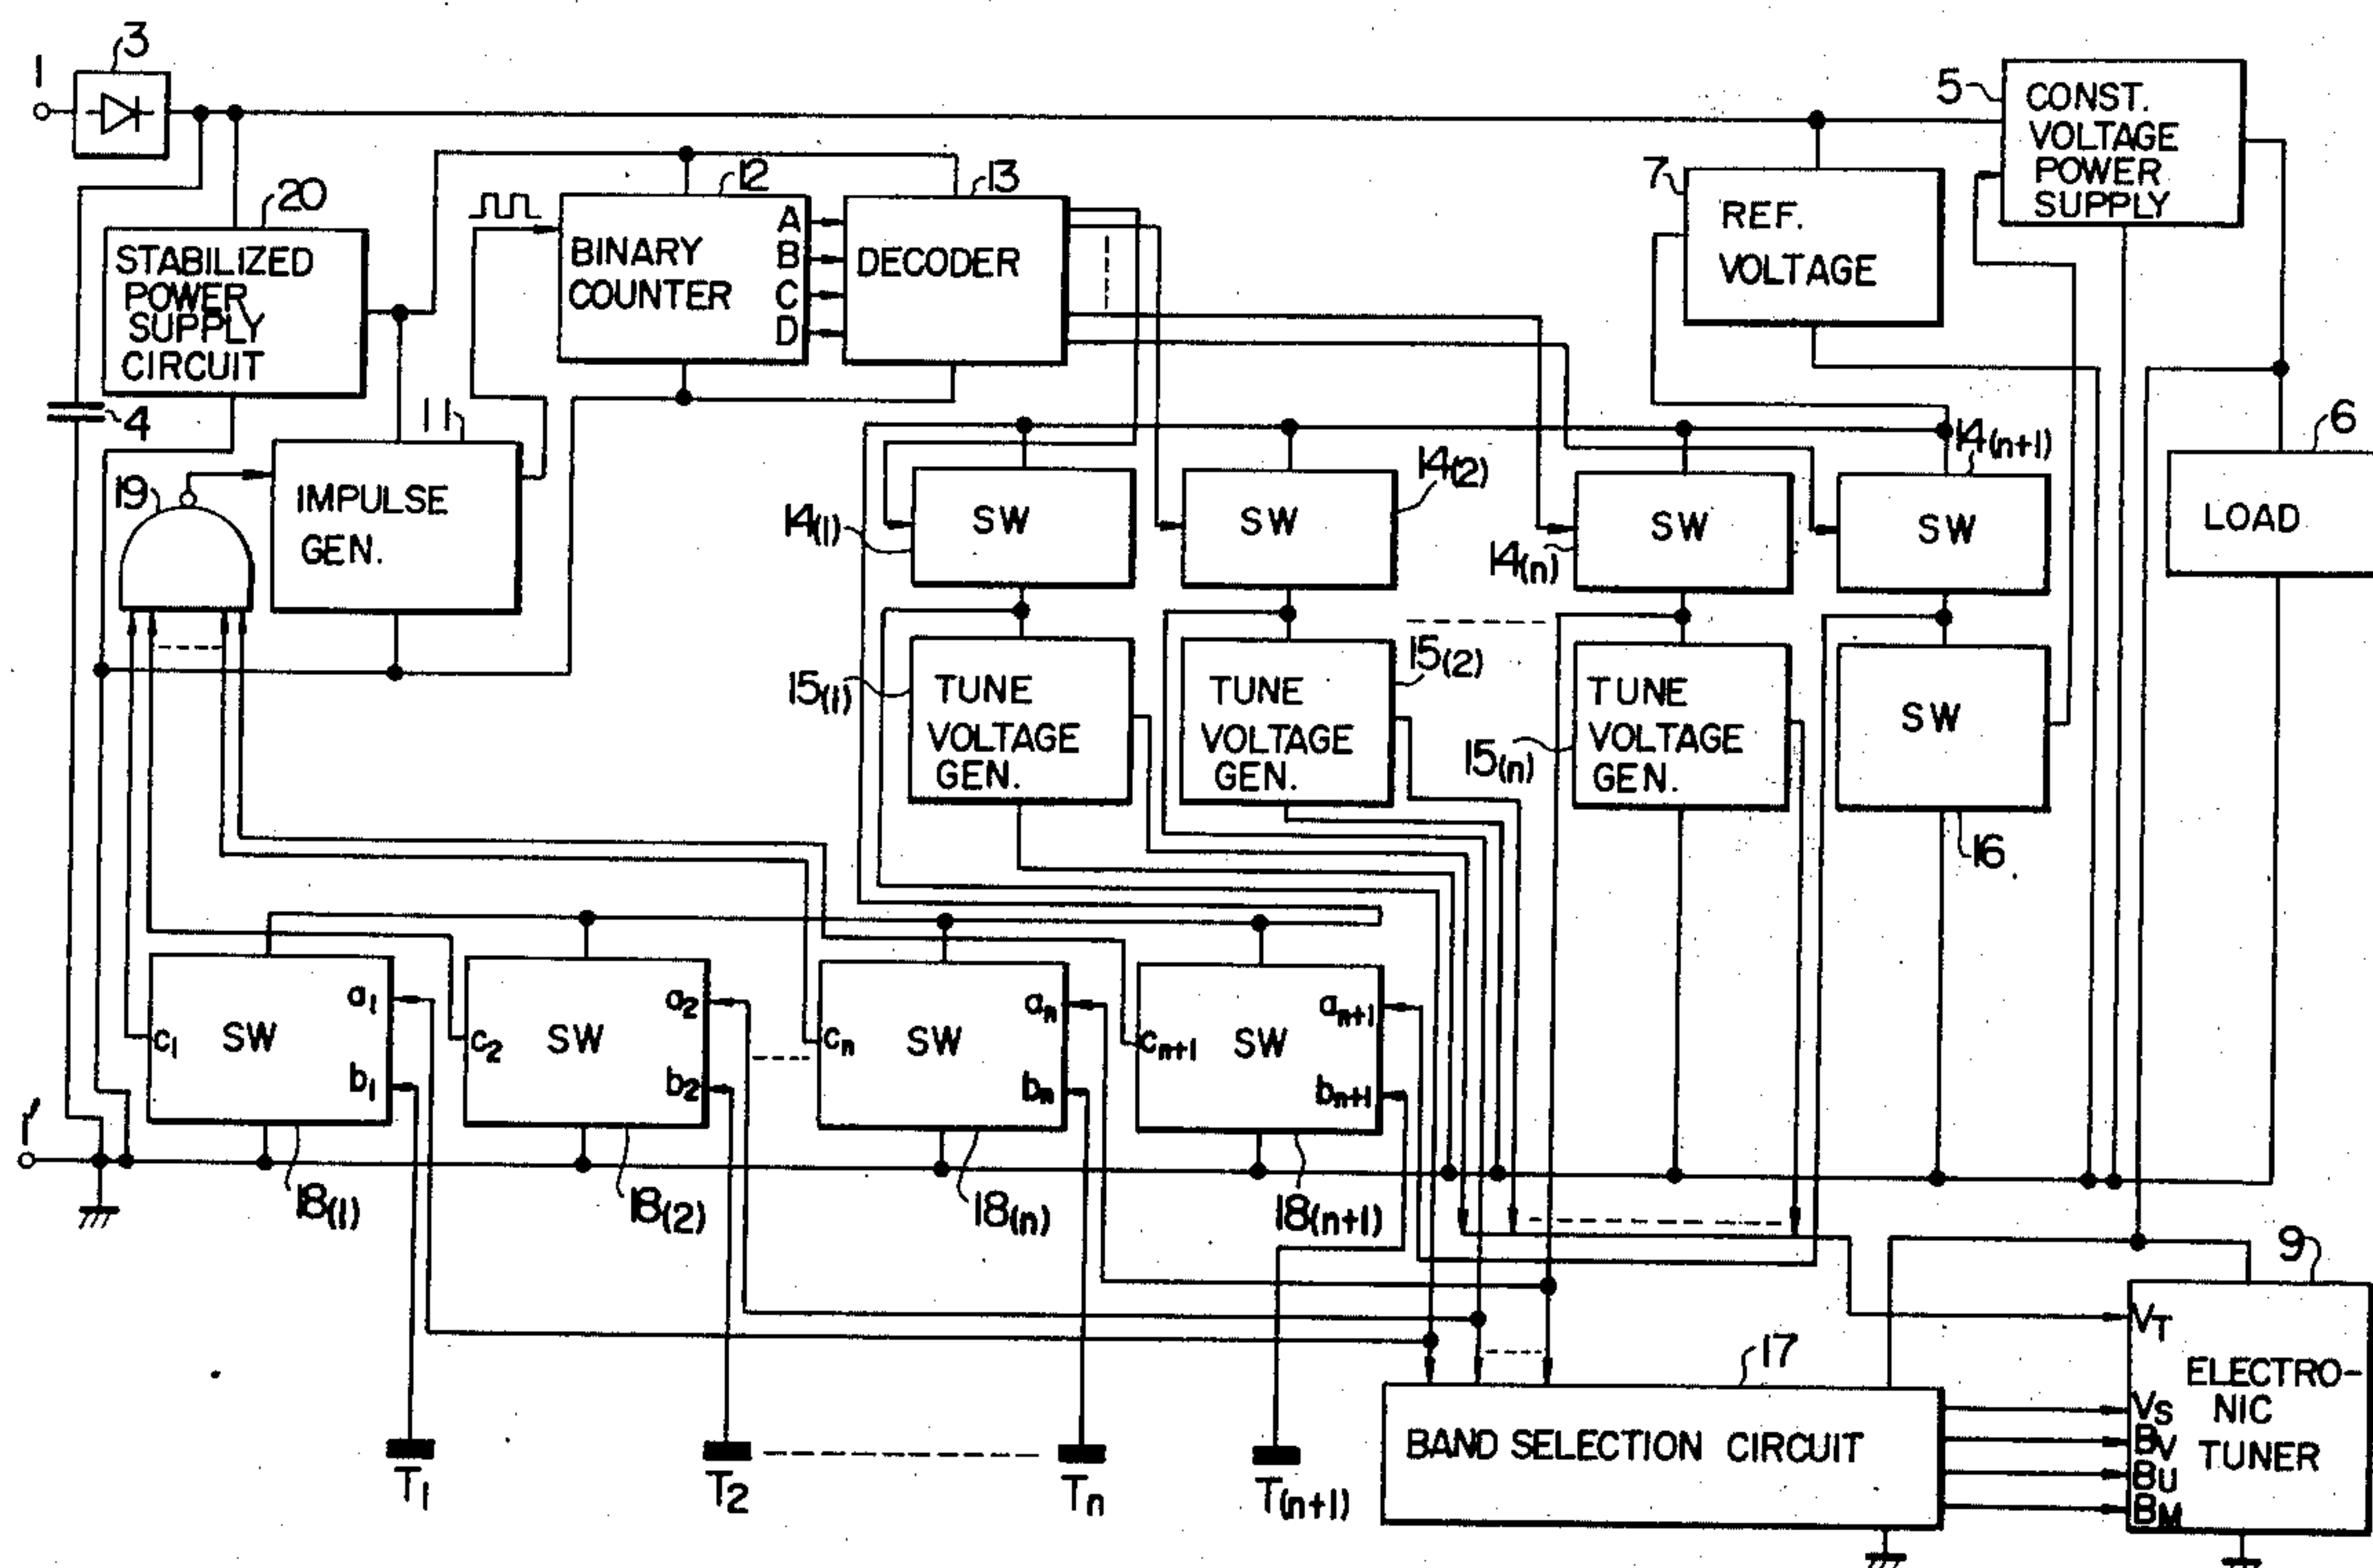 1
3
5
CONST.
VOLTAGE
POWER
SUPPLY
20
STABILIZED
POWER
SUPPLY
CIRCUIT
12
BINARY
COUNTER
A
B
C
D
13
DECODER
7
REF.
VOLTAGE
4
11
IMPULSE
GEN.
19
14(1)
SW
14(2)
SW
14(n)
SW
14(n+1)
SW
6
LOAD
15(1)
TUNE
VOLTAGE
GEN.
15(2)
TUNE
VOLTAGE
GEN.
15(n)
TUNE
VOLTAGE
GEN.
SW
16
c1
SW
a1
b1
18(1)
c2
SW
a2
b2
18(2)
cn
SW
an
bn
18(n)
cn+1
SW
an+1
bn+1
18(n+1)
1'
T1
T2
Tn
T(n+1)
17
BAND SELECTION CIRCUIT
9
VT
VS
BV
BU
BM
ELECTRO-
NIC
TUNER